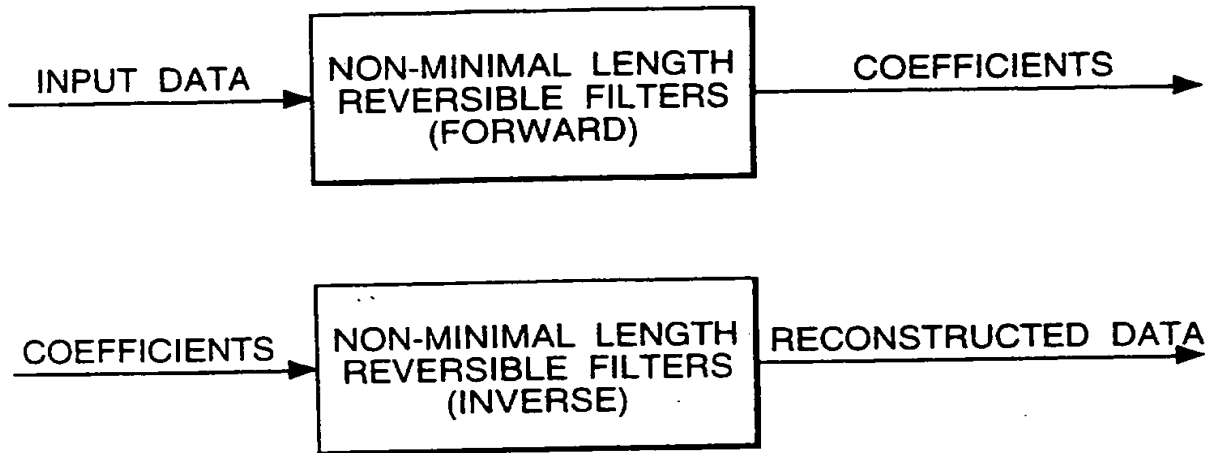 INPUT DATA
NON-MINIMAL LENGTH
REVERSIBLE FILTERS
(FORWARD)
COEFFICIENTS
COEFFICIENTS
NON-MINIMAL LENGTH
REVERSIBLE FILTERS
(INVERSE)
RECONSTRUCTED DATA